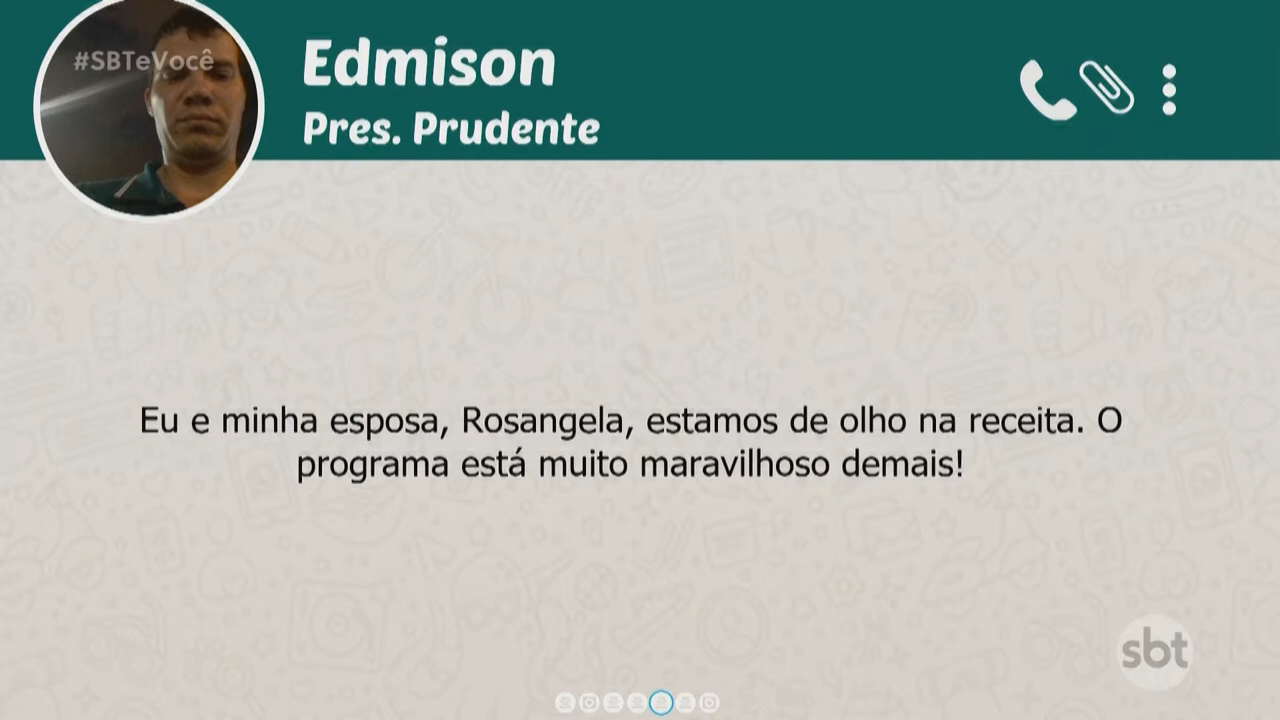 #SBTeVocê
Edmison
Pres. Prudente
Eu e minha esposa, Rosangela, estamos de olho na receita. O
programa está muito maravilhoso demais!
sbt